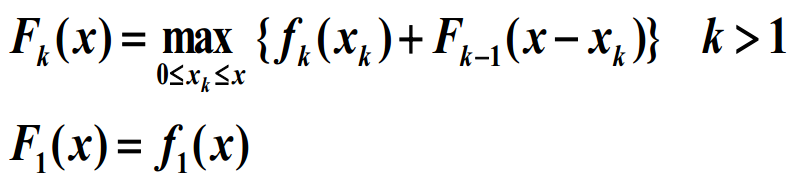 F_k(x) = max_{0≤x_k≤x} {f_k(x_k) + F_{k-1}(x − x_k)} k > 1
F_1(x) = f_1(x)